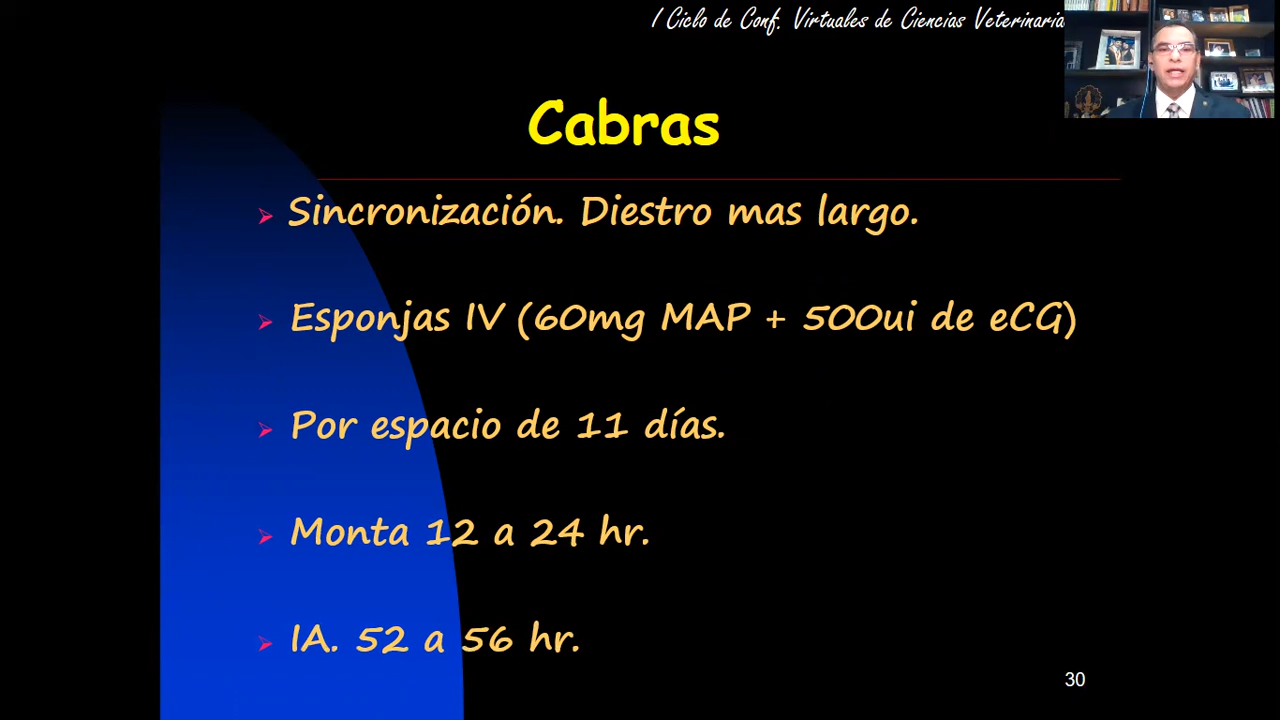 I Ciclo de Conf. Virtuales de Ciencias Veterinaria
Cabras
Sincronización. Diestro mas largo.
Esponjas IV (60mg MAP + 500ui de eCG)
Por espacio de 11 días.
Monta 12 a 24 hr.
IA. 52 a 56 hr.
30